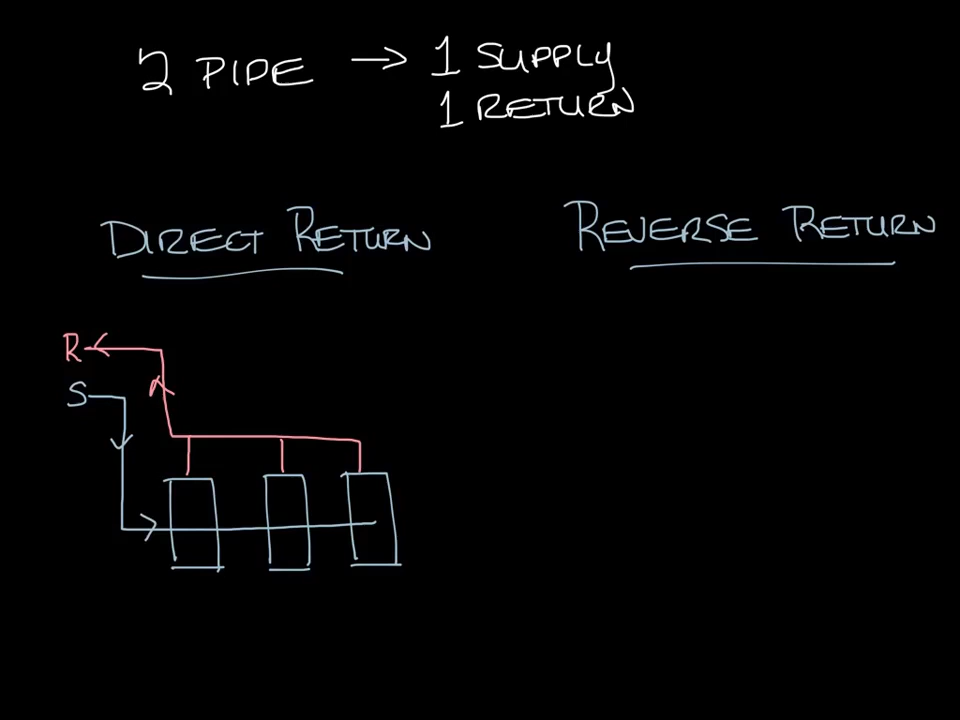 2 PIPE → 1 SUPPLY
1 RETURN
DIRECT RETURN
REVERSE RETURN
R
S